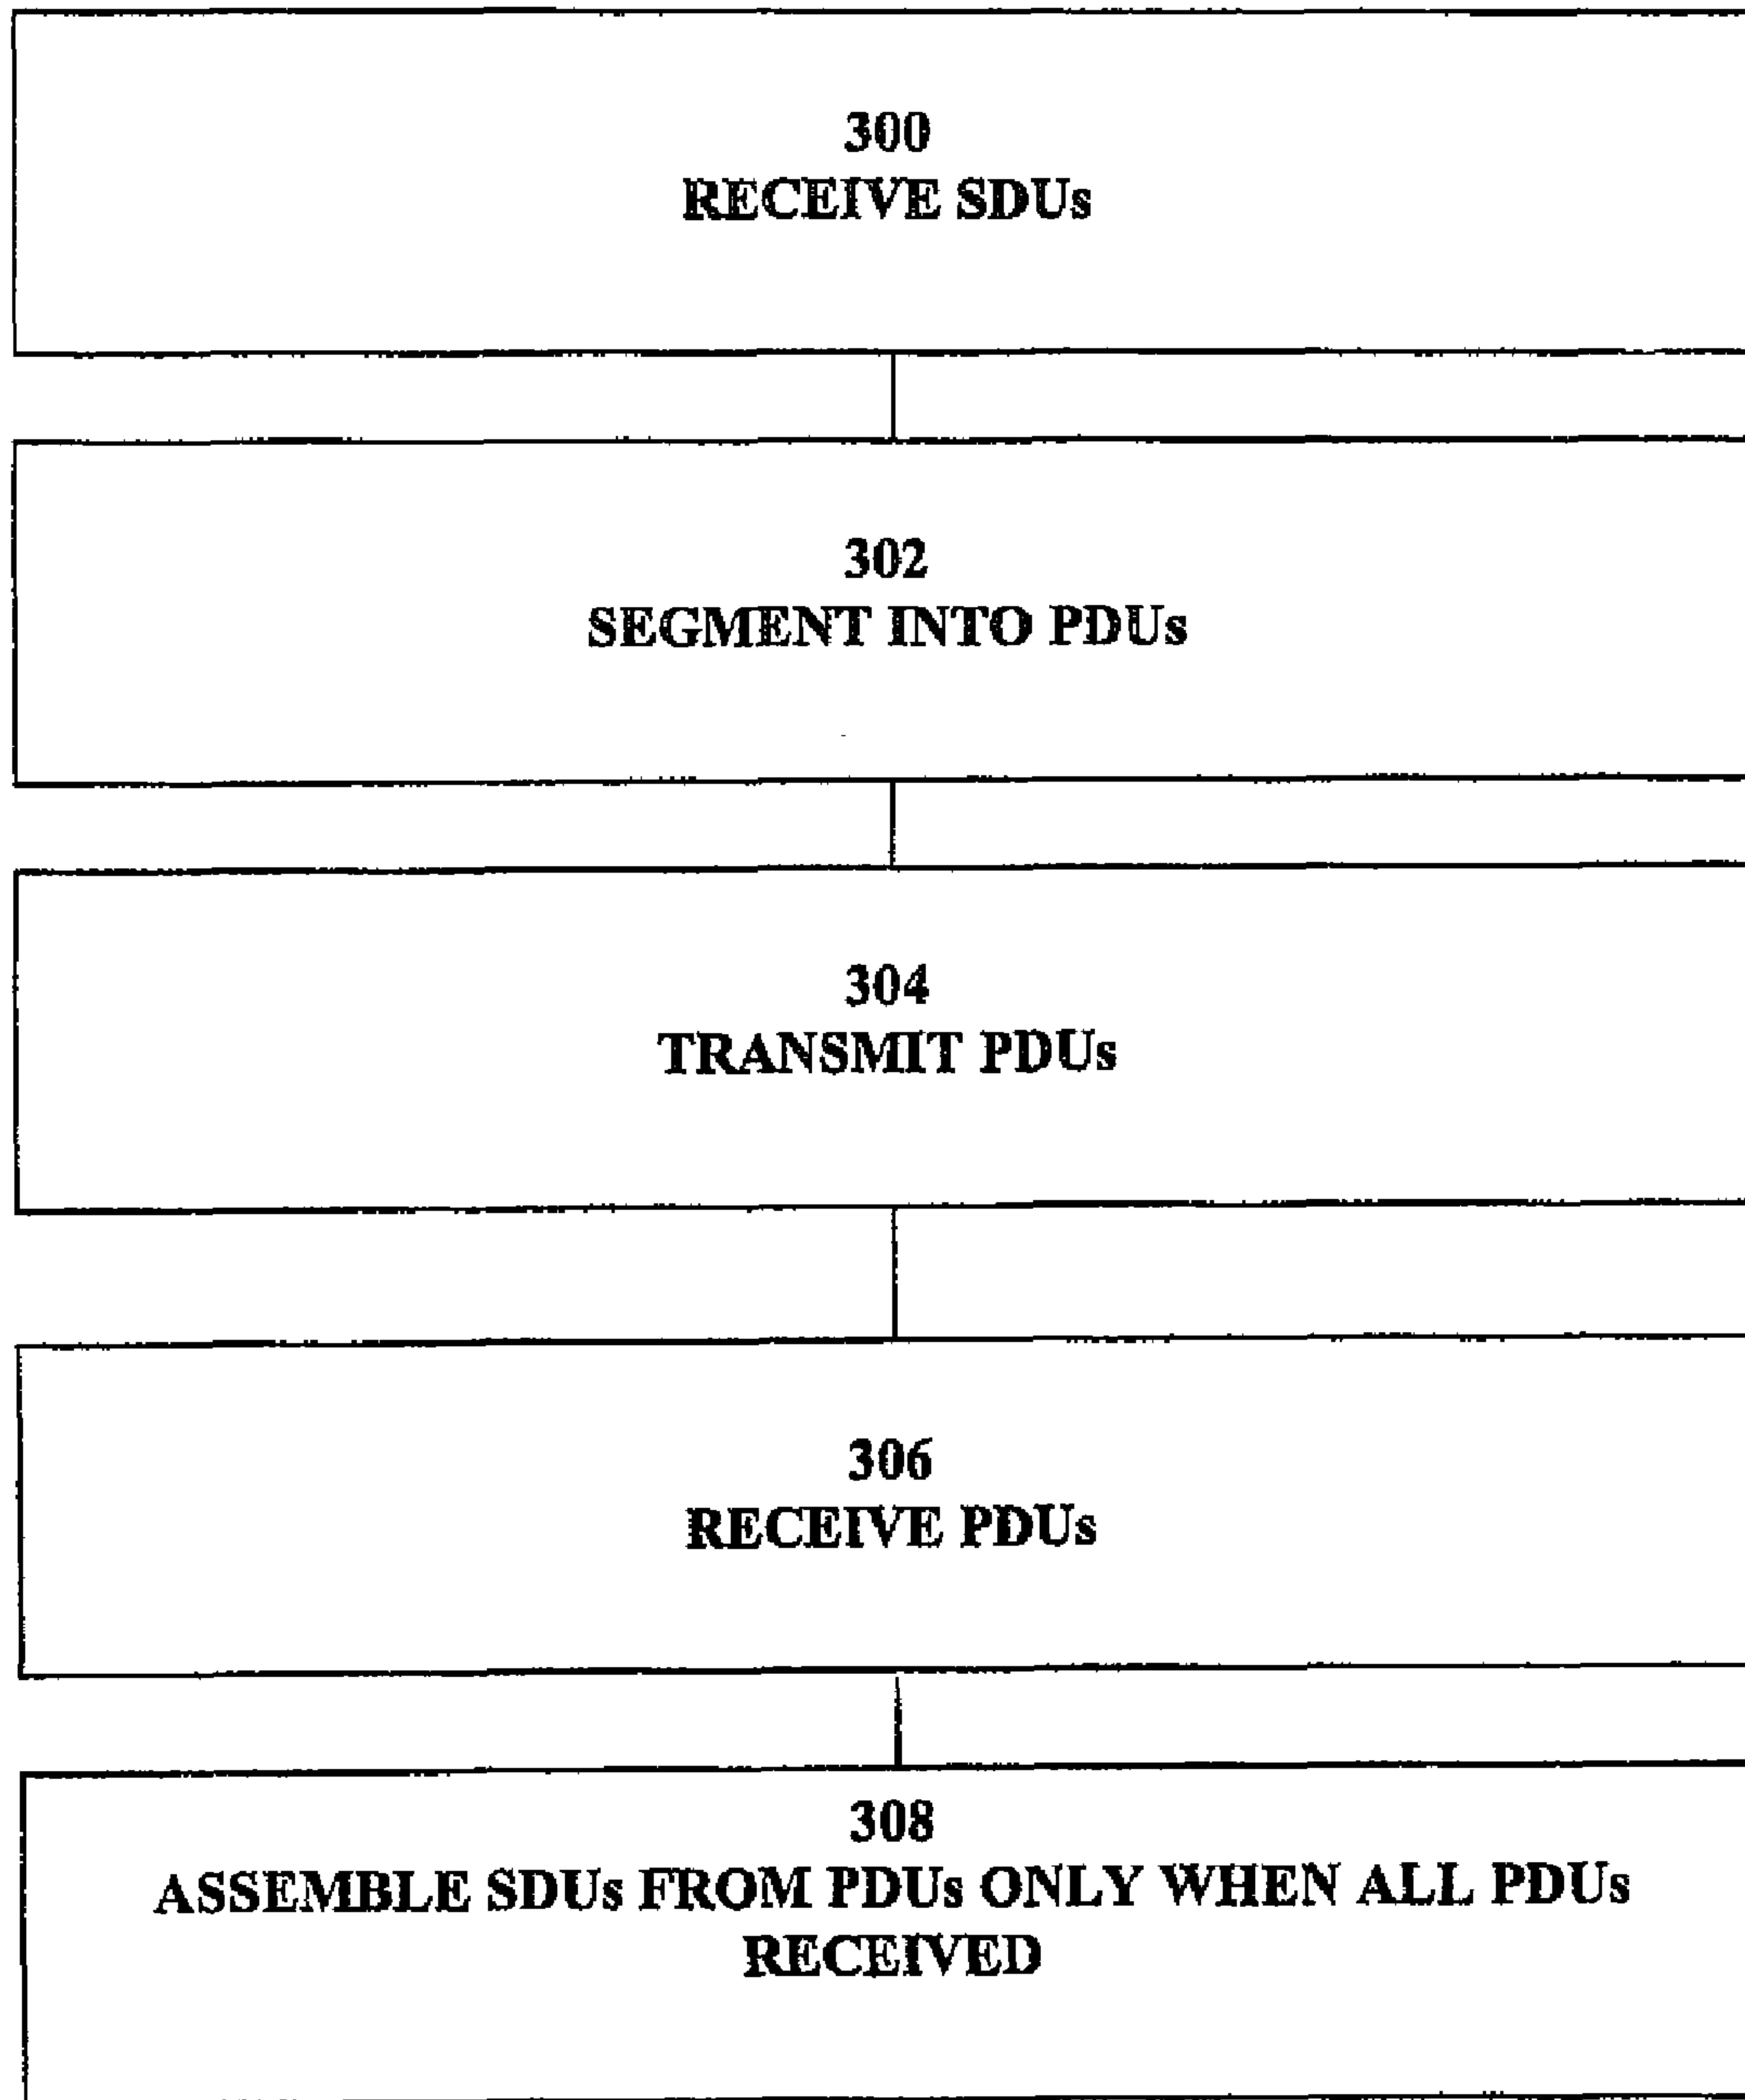 300
RECEIVE SDUs
302
SEGMENT INTO PDUs
304
TRANSMIT PDUs
306
RECEIVE PDUs
308
ASSEMBLE SDUs FROM PDUs ONLY WHEN ALL PDUs
RECEIVED